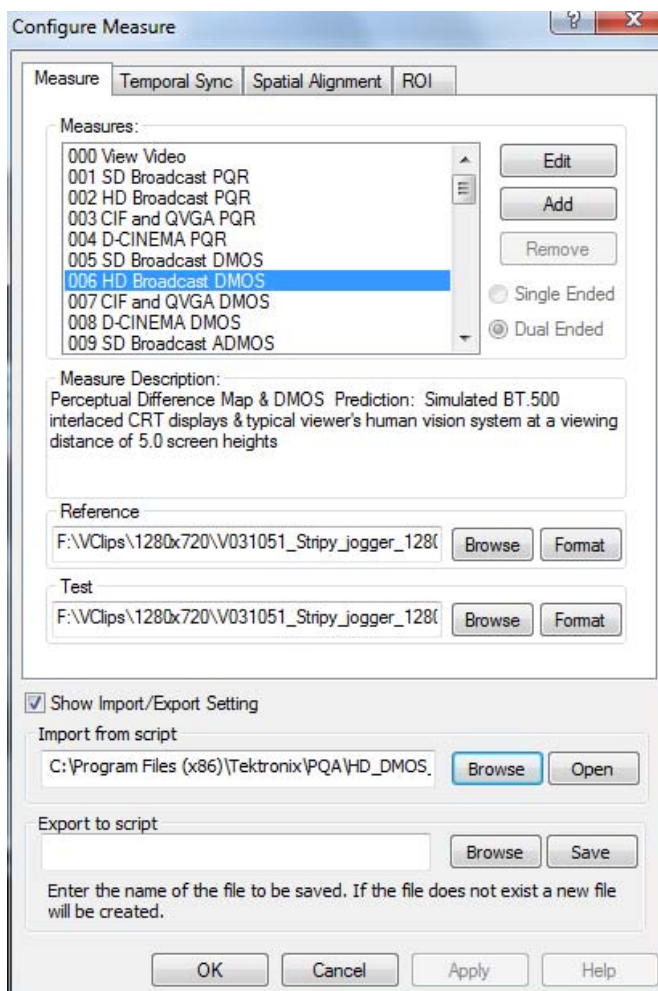 Configure Measure
?
X
Measure
Temporal Sync
Spatial Alignment
ROI
Measures:
000 View Video
001 SD Broadcast PQR
002 HD Broadcast PQR
003 CIF and QVGA PQR
004 D-CINEMA PQR
005 SD Broadcast DMOS
006 HD Broadcast DMOS
007 CIF and QVGA DMOS
008 D-CINEMA DMOS
009 SD Broadcast ADMOS
Edit
Add
Remove
Single Ended
Dual Ended
Measure Description:
Perceptual Difference Map & DMOS Prediction: Simulated BT.500
interlaced CRT displays & typical viewer's human vision system at a viewing
distance of 5.0 screen heights
Reference
F:\VClips\1280x720\V031051_Stripy_jogger_128(
Browse
Format
Test
F:\VClips\1280x720\V031051_Stripy_jogger_128(
Browse
Format
Show Import/Export Setting
Import from script
C:\Program Files (x86)\Tektronix\PQA\HD_DMOS_
Browse
Open
Export to script
Browse
Save
Enter the name of the file to be saved. If the file does not exist a new file
will be created.
OK
Cancel
Apply
Help